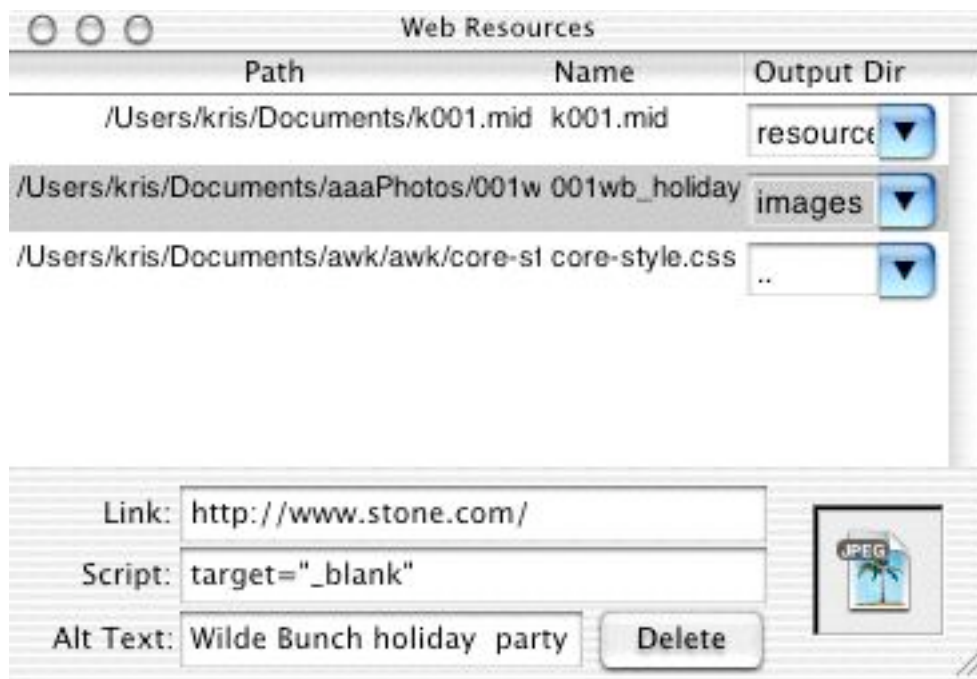 Web Resources
Path Name Output Dir
/Users/kris/Documents/k001.mid k001.mid resource
/Users/kris/Documents/aaaPhotos/001w 001wb_holiday images
/Users/kris/Documents/awk/awk/core-st core-style.css ..
Link: http://www.stone.com/
Script: target="_blank"
JPEG
Alt Text: Wilde Bunch holiday party Delete